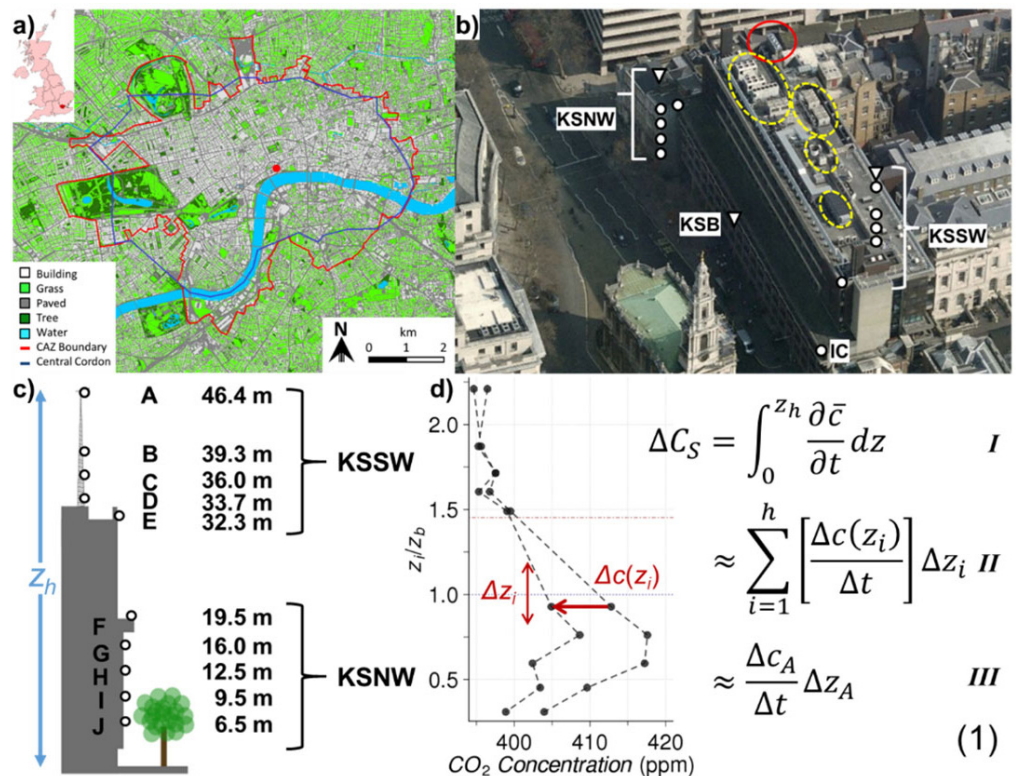 a)
Building
Grass
Paved
Tree
Water
CAZ Boundary
Central Cordon
N
km
0 1 2
b)
KSNW
KSB
KSSW
IC
c)
z_h
A 46.4 m
B 39.3 m
C 36.0 m
D 33.7 m
E 32.3 m
KSSW
F 19.5 m
G 16.0 m
H 12.5 m
I 9.5 m
J 6.5 m
KSNW
d)
z_i/z_b
2.0
1.5
1.0
0.5
Δz_i
Δc(z_i)
400 410 420
CO₂ Concentration (ppm)
ΔC_S = ∫_0^{z_h} ∂c̄/∂t dz I
≈ ∑_{i=1}^{h} [Δc(z_i)/Δt] Δz_i II
≈ Δc_A/Δt Δz_A III
(1)